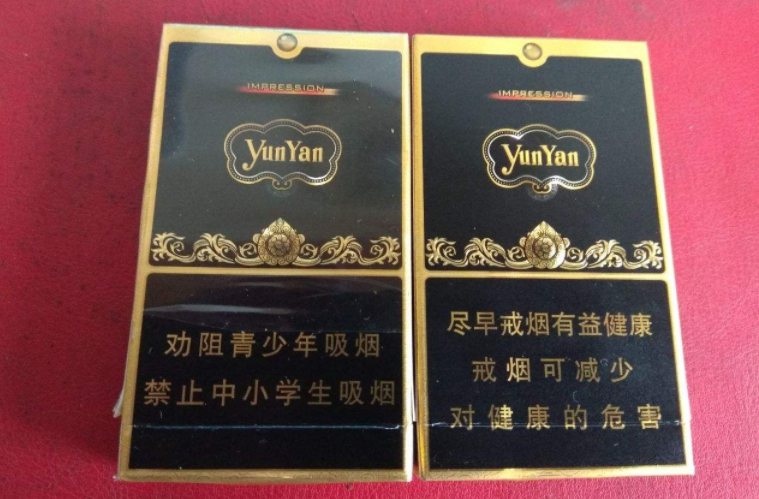 IMPRESSION
YunYan
劝阻青少年吸烟
禁止中小学生吸烟
IMPRESSION
YunYan
尽早戒烟有益健康
戒烟可减少
对健康的危害